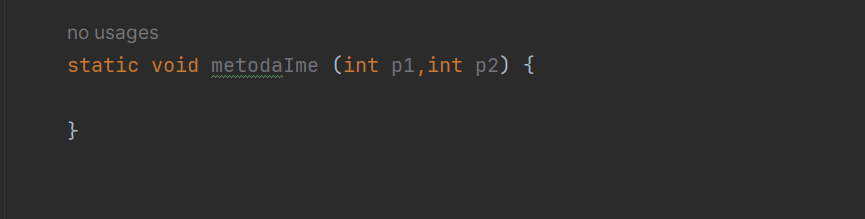 no usages
static void metodaIme (int p1,int p2) {
}